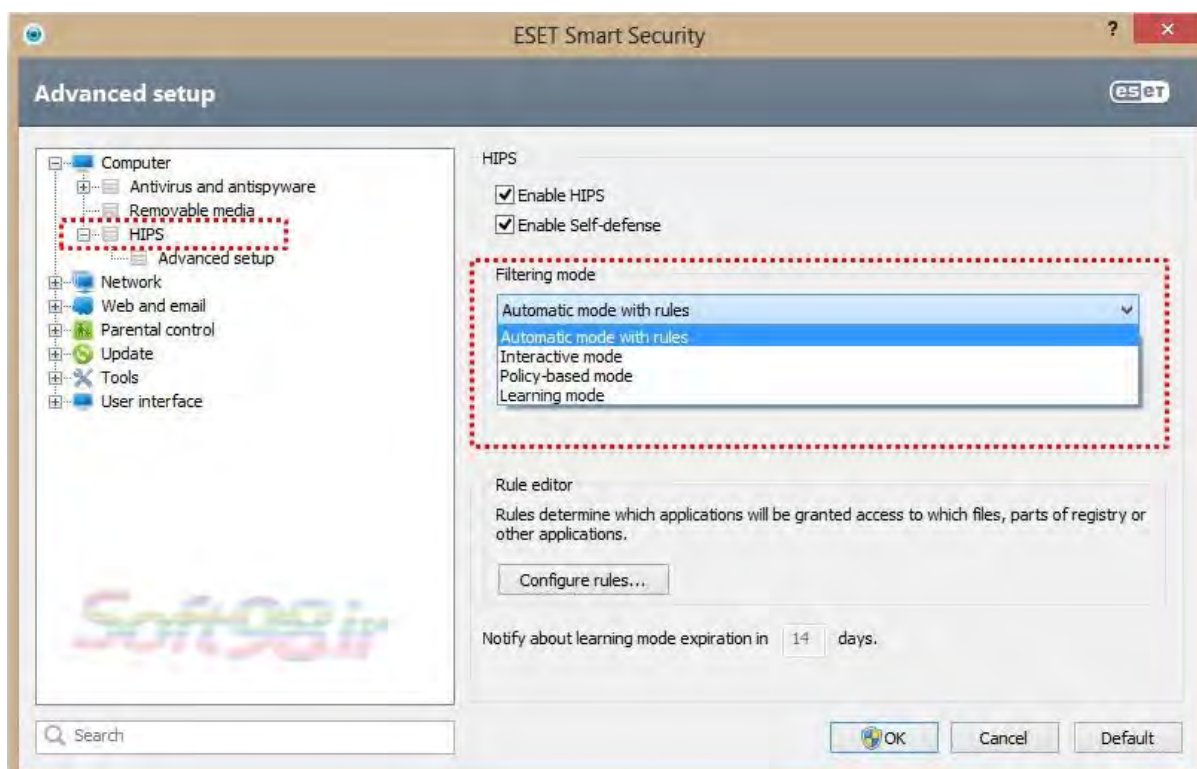 ESET Smart Security
?
Advanced setup
eset
Computer
Antivirus and antispyware
Removable media
HIPS
Advanced setup
Network
Web and email
Parental control
Update
Tools
User interface
Soft98.ir
Search
HIPS
Enable HIPS
Enable Self-defense
Filtering mode
Automatic mode with rules
Automatic mode with rules
Interactive mode
Policy-based mode
Learning mode
Rule editor
Rules determine which applications will be granted access to which files, parts of registry or
other applications.
Configure rules...
Notify about learning mode expiration in 14 days.
OK Cancel Default